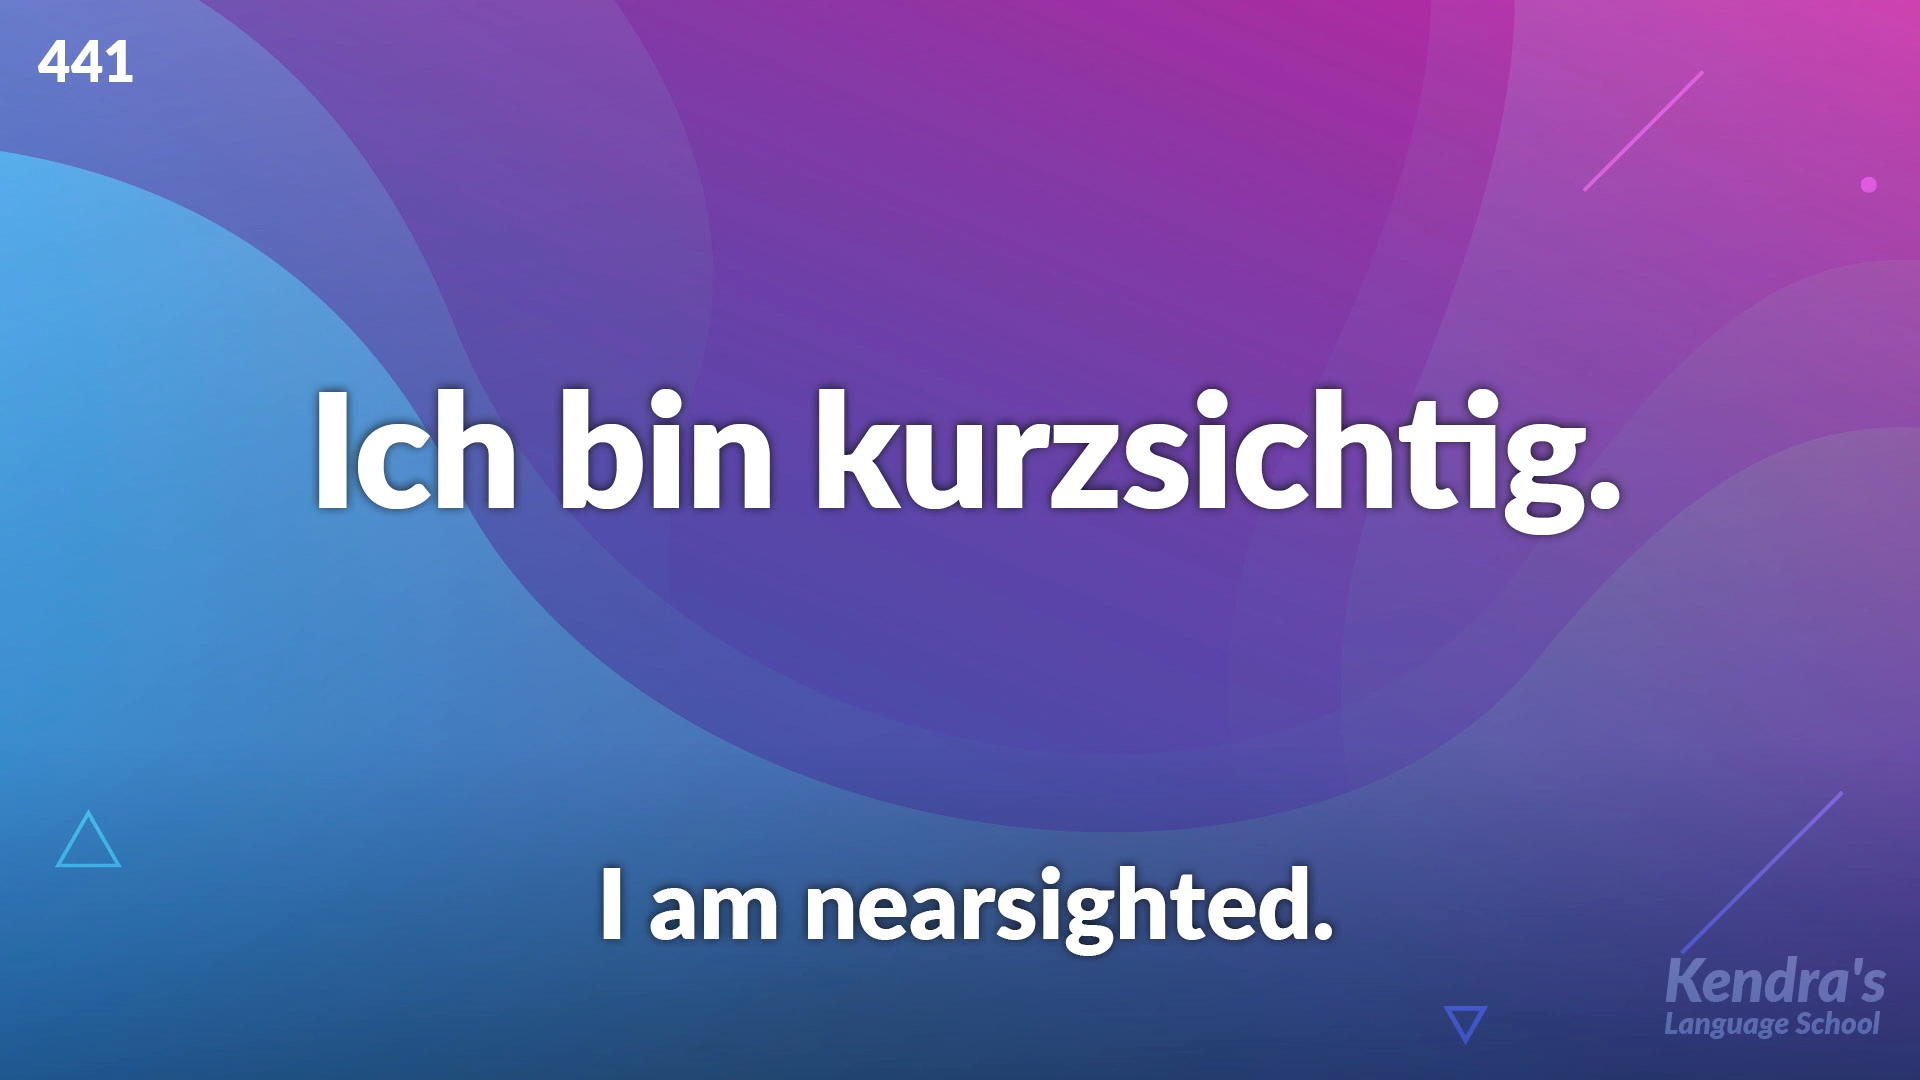 441
Ich bin kurzsichtig.
I am nearsighted.
Kendra's
Language School